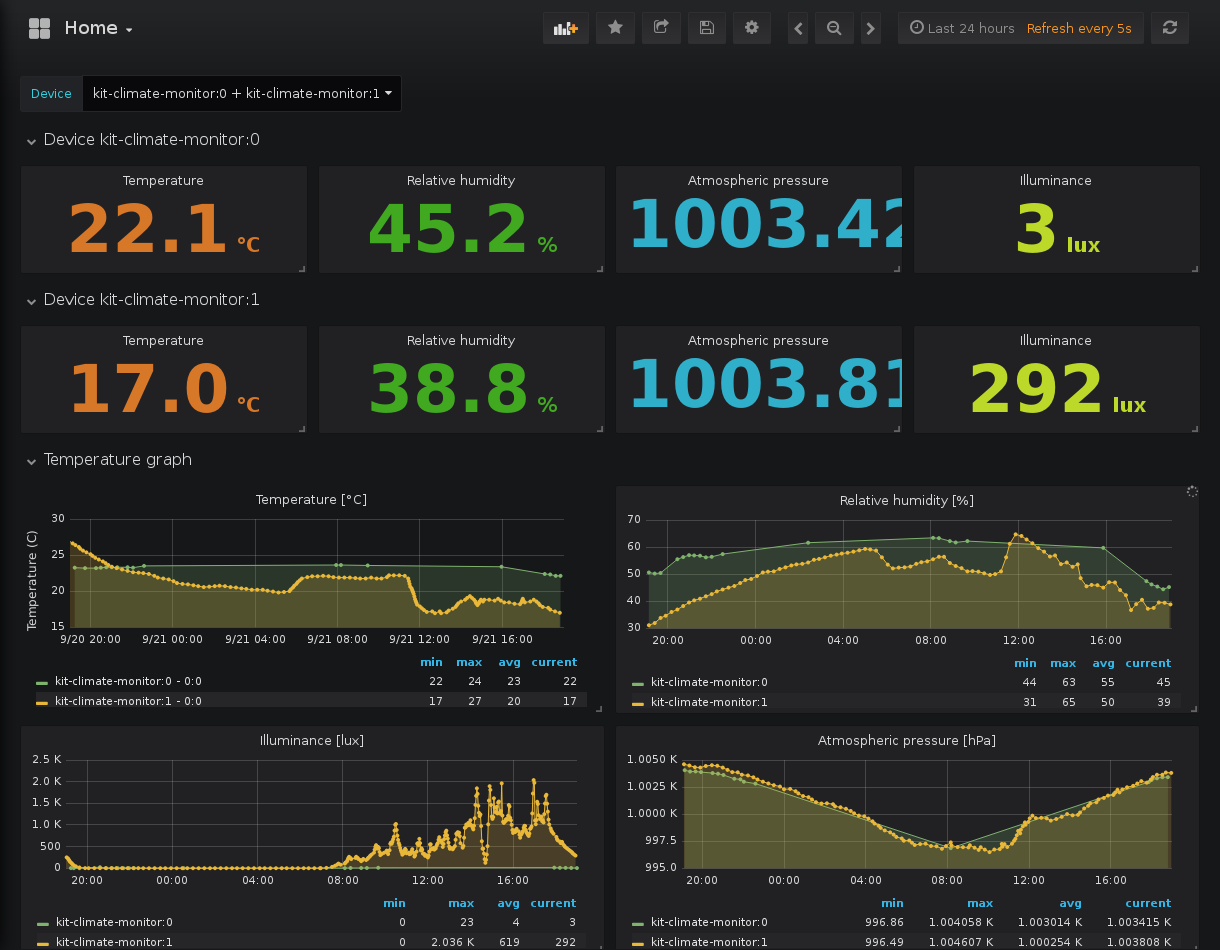 Home
Last 24 hours Refresh every 5s
Device kit-climate-monitor:0 + kit-climate-monitor:1
Device kit-climate-monitor:0
Temperature Relative humidity Atmospheric pressure Illuminance
22.1 °C 45.2 % 1003.42 3 lux
Device kit-climate-monitor:1
Temperature Relative humidity Atmospheric pressure Illuminance
17.0 °C 38.8 % 1003.81 292 lux
Temperature graph
Temperature [°C]
Temperature (C)
30
25
20
15
9/20 20:00 9/21 00:00 9/21 04:00 9/21 08:00 9/21 12:00 9/21 16:00
min max avg current
kit-climate-monitor:0 - 0:0 22 24 23 22
kit-climate-monitor:1 - 0:0 17 27 20 17
Relative humidity [%]
70
60
50
40
30
20:00 00:00 04:00 08:00 12:00 16:00
min max avg current
kit-climate-monitor:0 44 63 55 45
kit-climate-monitor:1 31 65 50 39
Illuminance [lux]
2.5 K
2.0 K
1.5 K
1.0 K
500
0
20:00 00:00 04:00 08:00 12:00 16:00
min max avg current
kit-climate-monitor:0 0 23 4 3
kit-climate-monitor:1 0 2.036 K 619 292
Atmospheric pressure [hPa]
1.0050 K
1.0025 K
1.0000 K
997.5
995.0
20:00 00:00 04:00 08:00 12:00 16:00
min max avg current
kit-climate-monitor:0 996.86 1.004058 K 1.003014 K 1.003415 K
kit-climate-monitor:1 996.49 1.004607 K 1.000254 K 1.003808 K